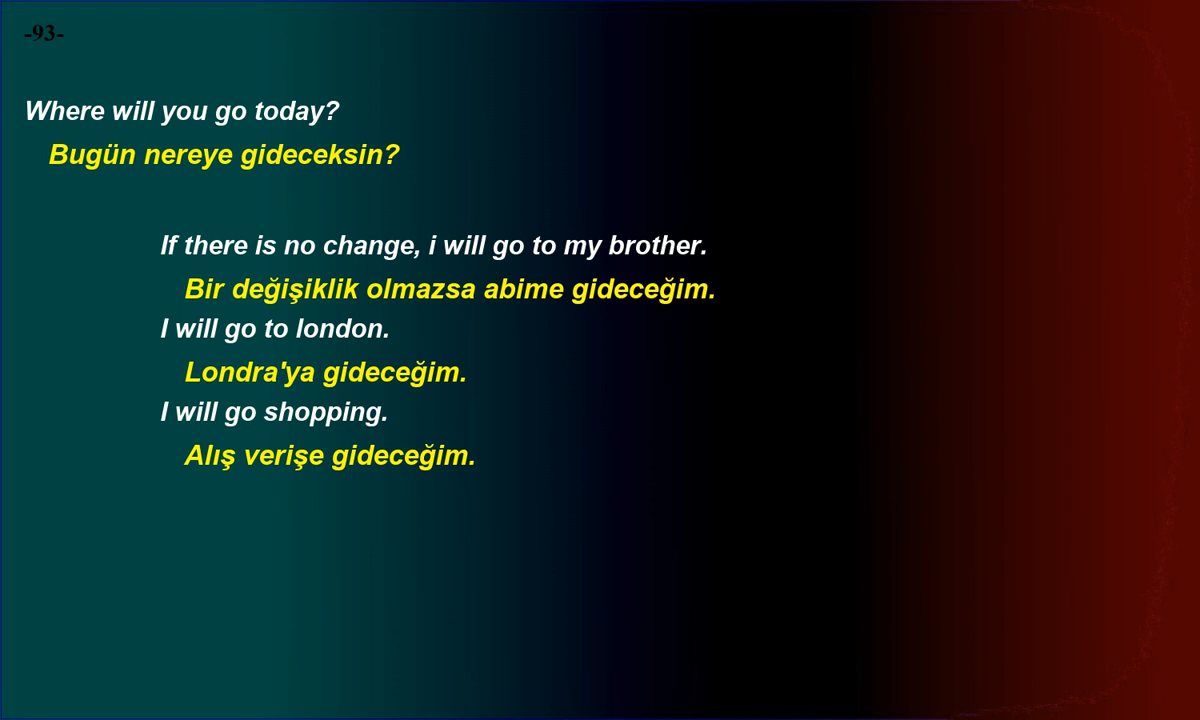 -93-
Where will you go today?
Bugün nereye gideceksin?
If there is no change, i will go to my brother.
Bir değişiklik olmazsa abime gideceğim.
I will go to london.
Londra'ya gideceğim.
I will go shopping.
Alış verişe gideceğim.